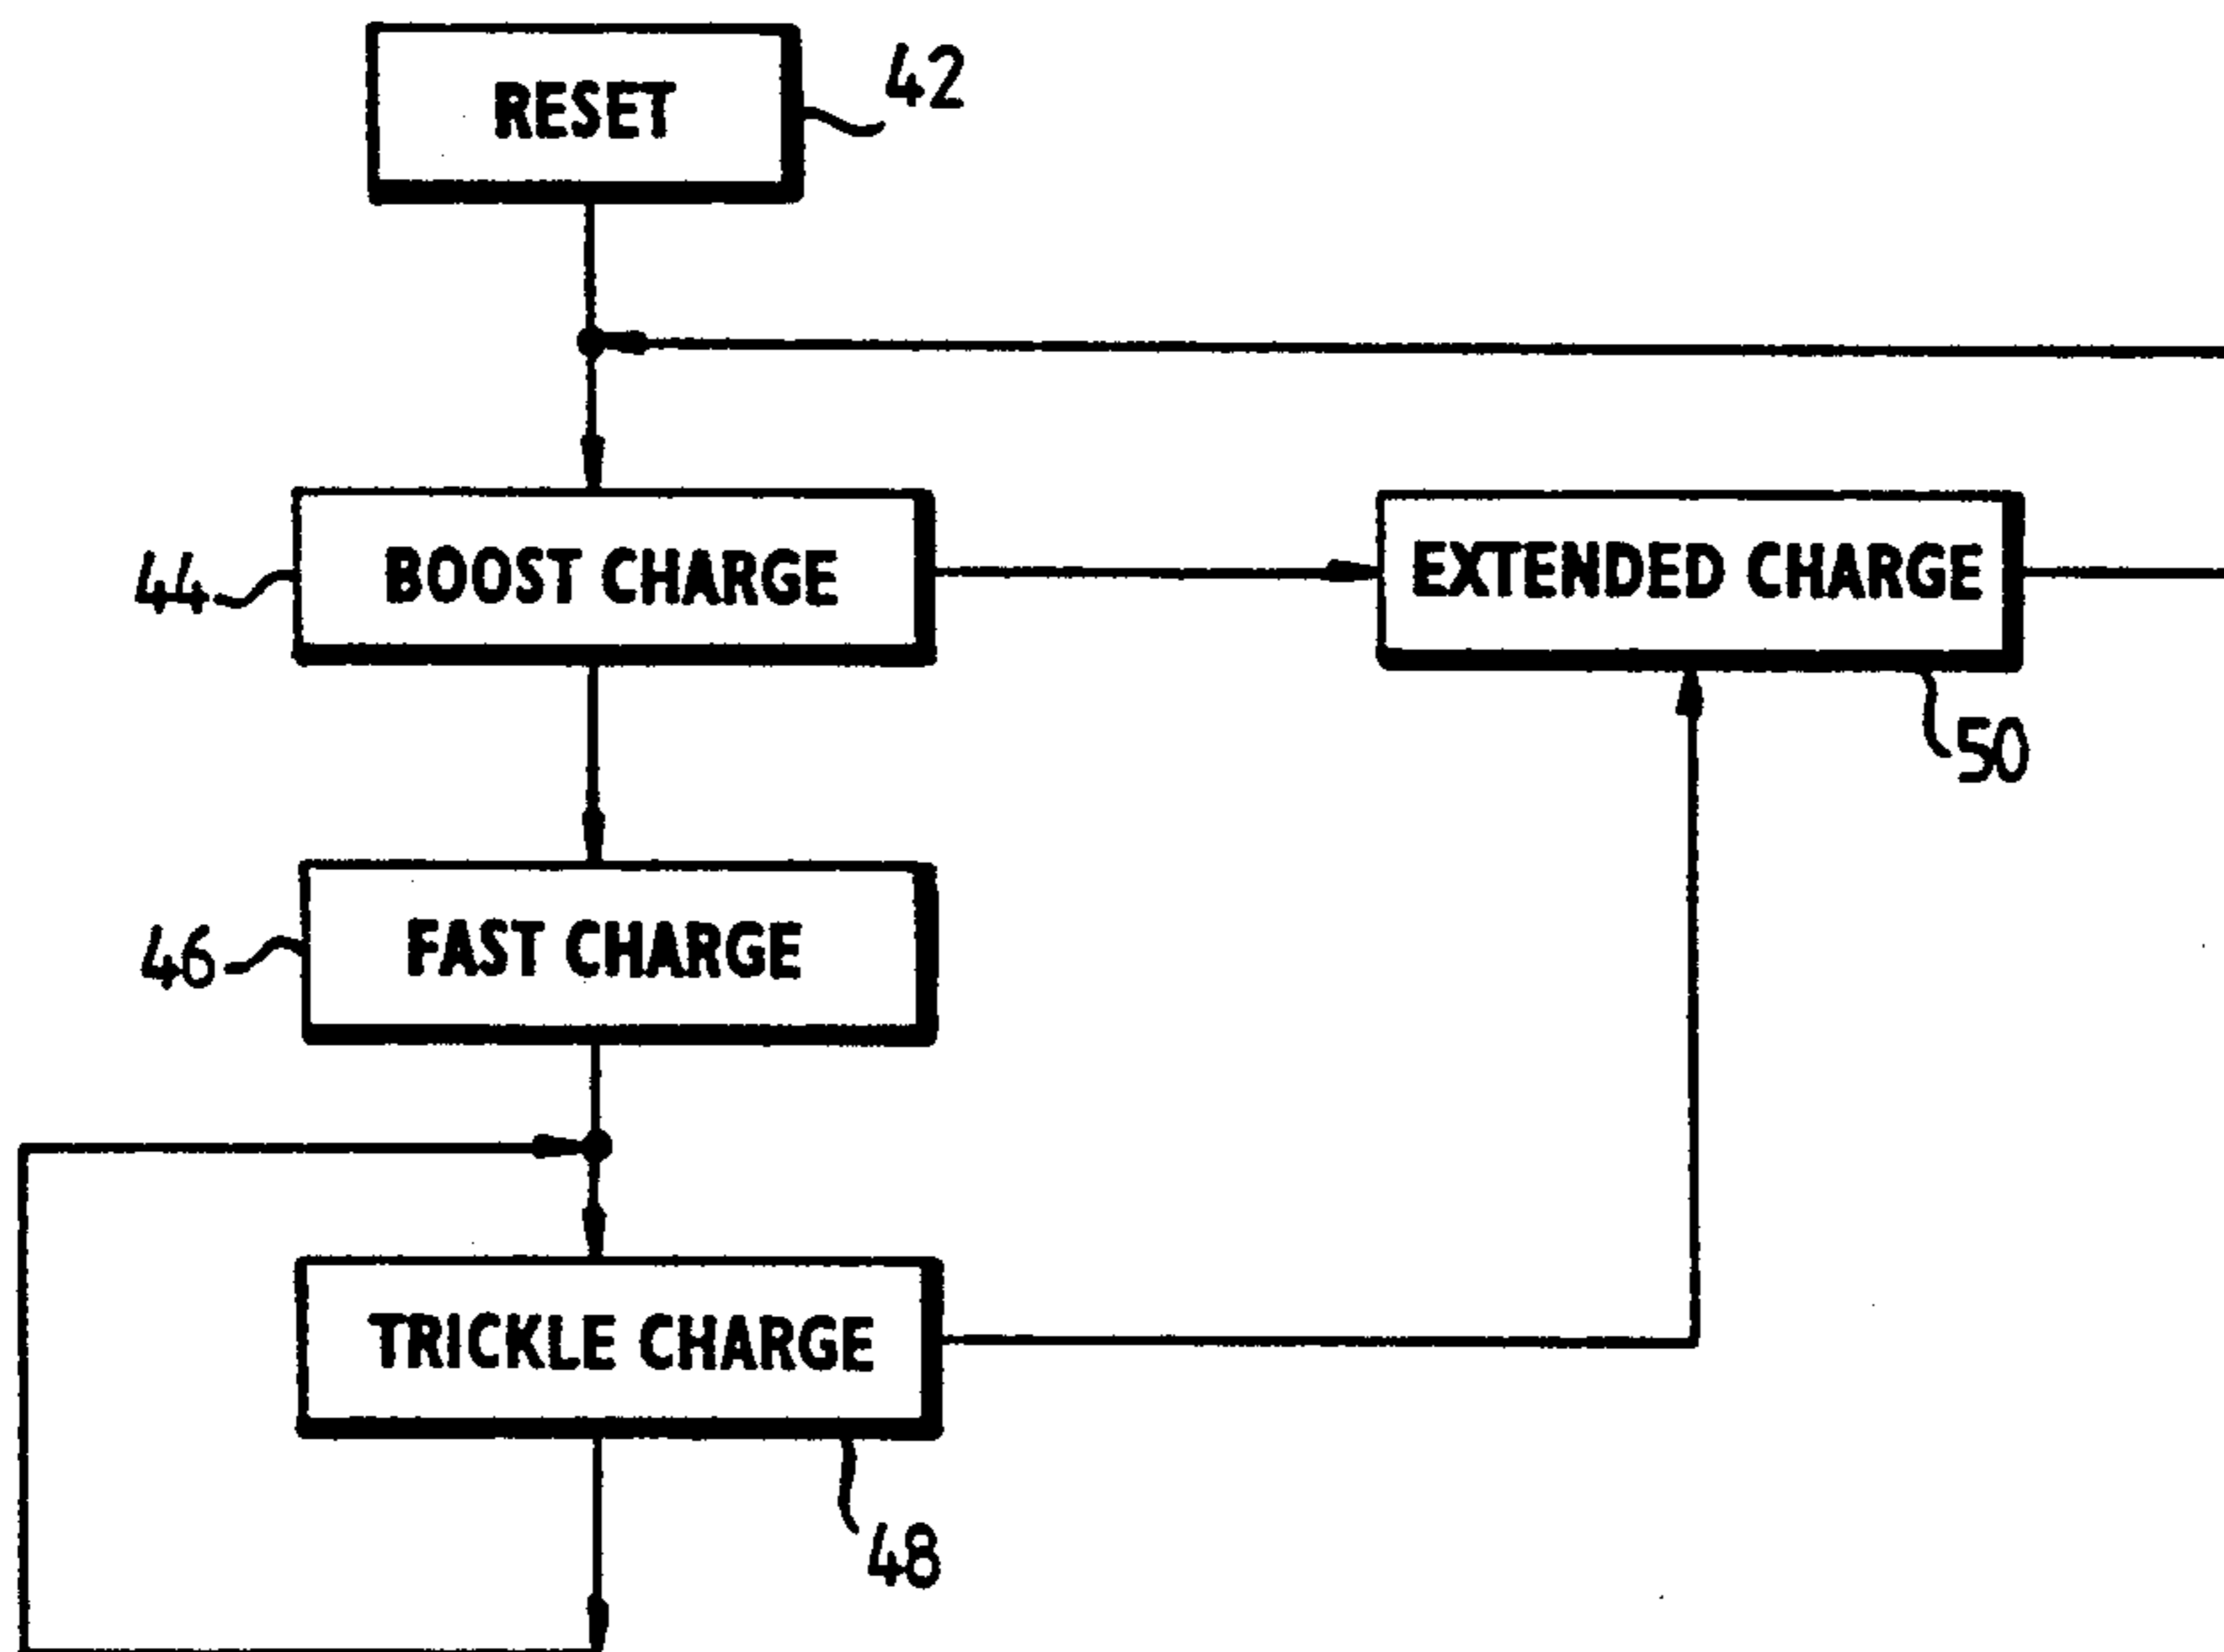 RESET
42
44
BOOST CHARGE
EXTENDED CHARGE
50
46
FAST CHARGE
TRICKLE CHARGE
48